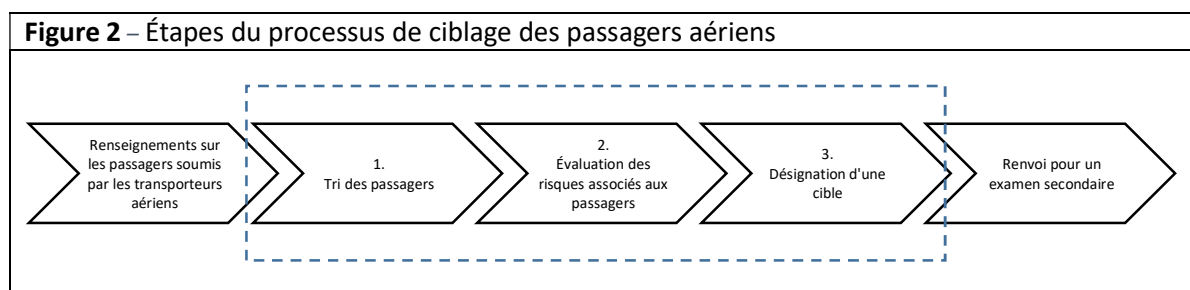 Figure 2 – Étapes du processus de ciblage des passagers aériens
Renseignements sur
les passagers soumis
par les transporteurs
aériens
1.
Tri des passagers
2.
Évaluation des
risques associés aux
passagers
3.
Désignation d'une
cible
Renvoi pour un
examen secondaire